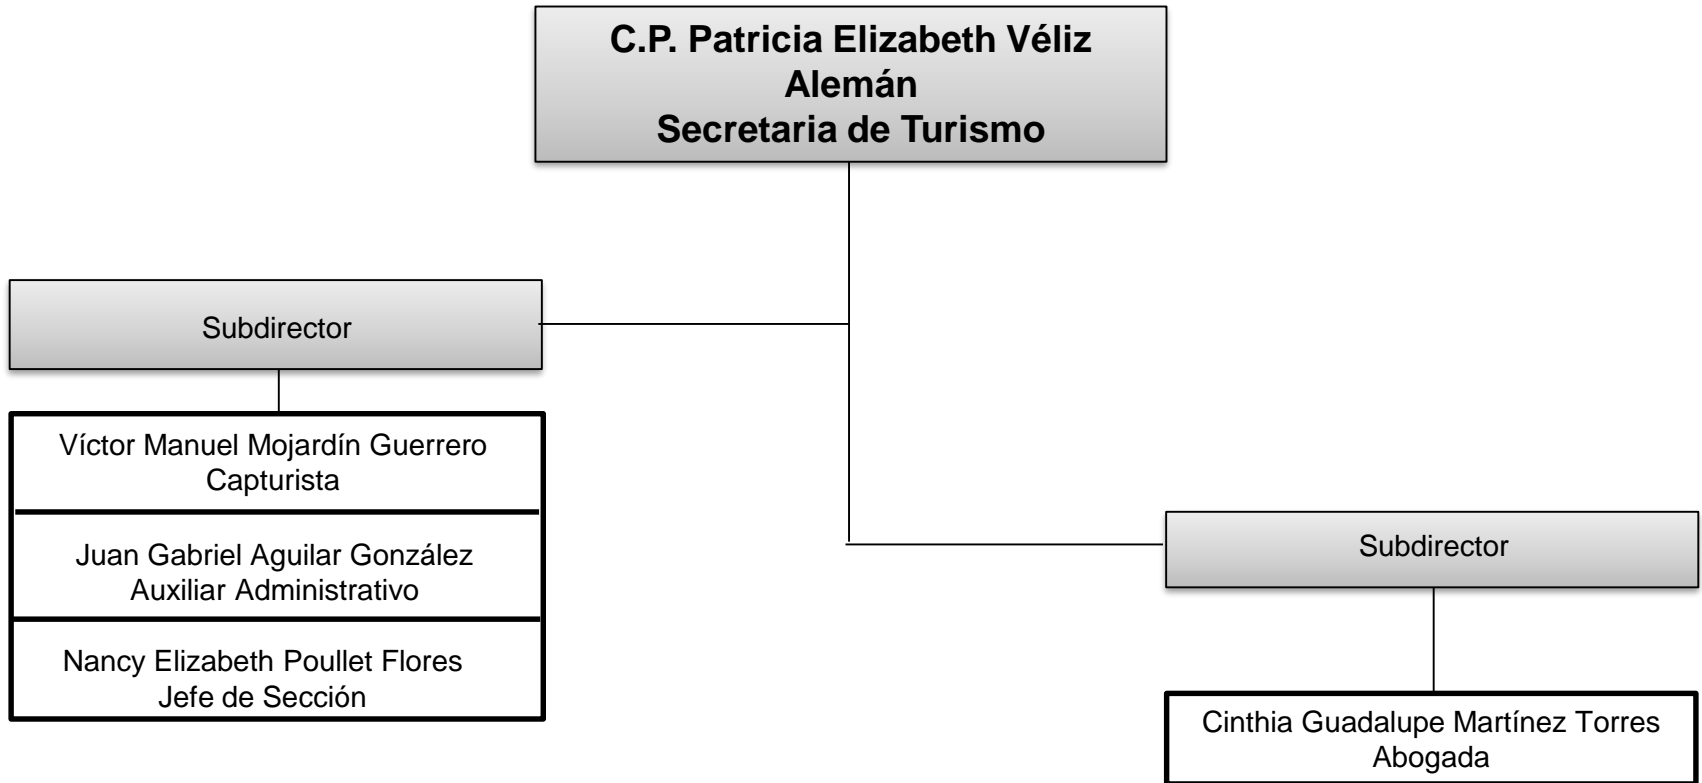 C.P. Patricia Elizabeth Véliz
Alemán
Secretaria de Turismo
Subdirector
Víctor Manuel Mojardín Guerrero
Capturista
Juan Gabriel Aguilar González
Auxiliar Administrativo
Nancy Elizabeth Poullet Flores
Jefe de Sección
Subdirector
Cinthia Guadalupe Martínez Torres
Abogada